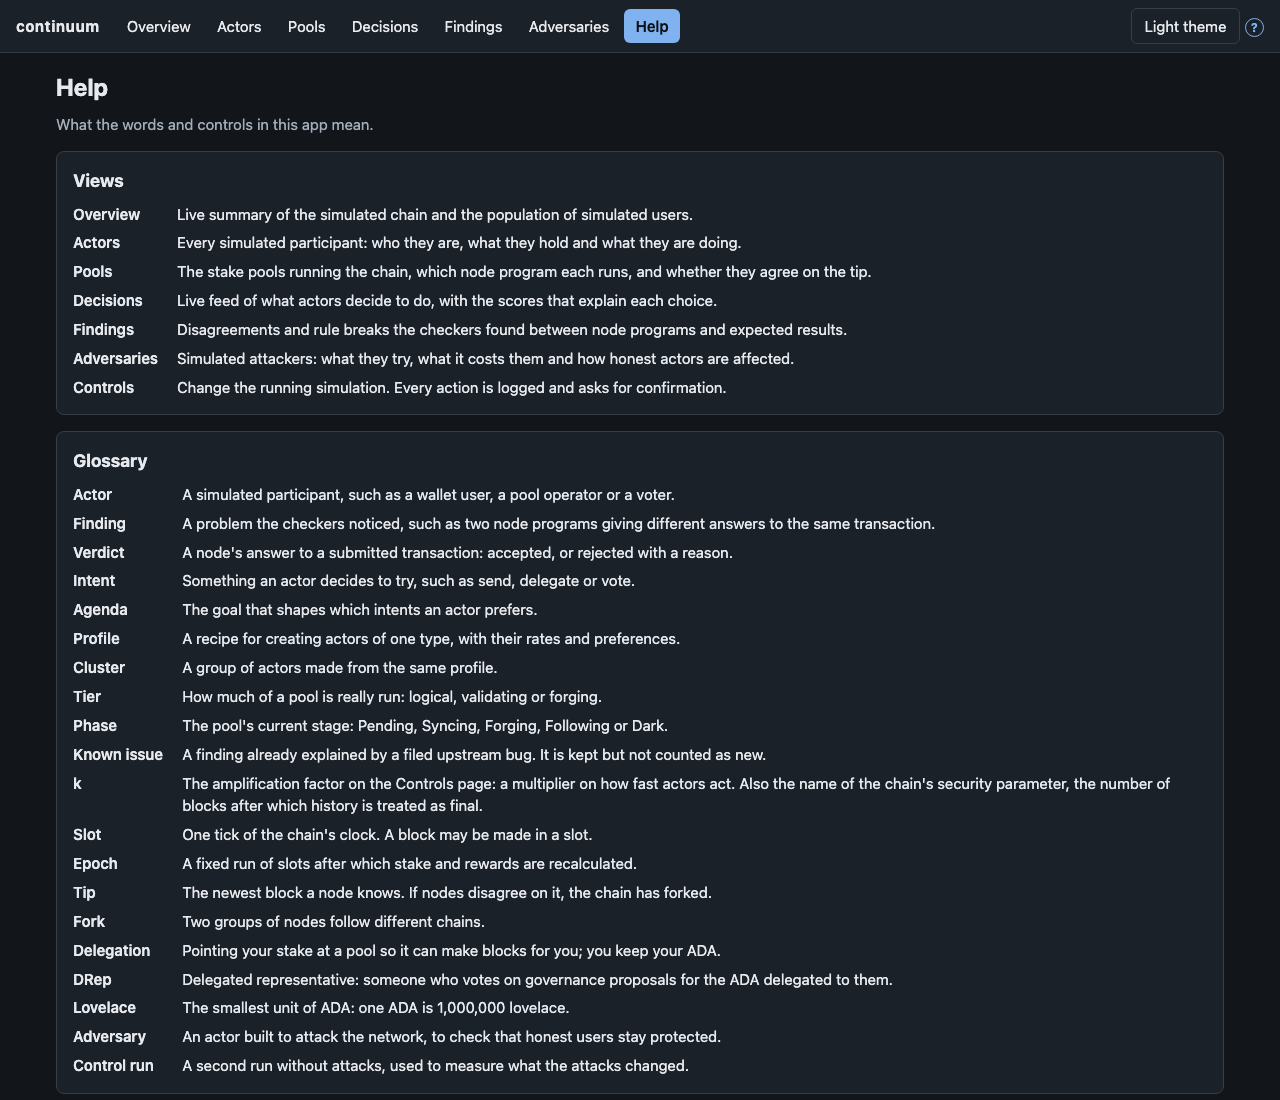 continuum Overview Actors Pools Decisions Findings Adversaries Help Light theme ?
Help
What the words and controls in this app mean.
Views
Overview Live summary of the simulated chain and the population of simulated users.
Actors Every simulated participant: who they are, what they hold and what they are doing.
Pools The stake pools running the chain, which node program each runs, and whether they agree on the tip.
Decisions Live feed of what actors decide to do, with the scores that explain each choice.
Findings Disagreements and rule breaks the checkers found between node programs and expected results.
Adversaries Simulated attackers: what they try, what it costs them and how honest actors are affected.
Controls Change the running simulation. Every action is logged and asks for confirmation.
Glossary
Actor A simulated participant, such as a wallet user, a pool operator or a voter.
Finding A problem the checkers noticed, such as two node programs giving different answers to the same transaction.
Verdict A node's answer to a submitted transaction: accepted, or rejected with a reason.
Intent Something an actor decides to try, such as send, delegate or vote.
Agenda The goal that shapes which intents an actor prefers.
Profile A recipe for creating actors of one type, with their rates and preferences.
Cluster A group of actors made from the same profile.
Tier How much of a pool is really run: logical, validating or forging.
Phase The pool's current stage: Pending, Syncing, Forging, Following or Dark.
Known issue A finding already explained by a filed upstream bug. It is kept but not counted as new.
k The amplification factor on the Controls page: a multiplier on how fast actors act. Also the name of the chain's security parameter, the number of
blocks after which history is treated as final.
Slot One tick of the chain's clock. A block may be made in a slot.
Epoch A fixed run of slots after which stake and rewards are recalculated.
Tip The newest block a node knows. If nodes disagree on it, the chain has forked.
Fork Two groups of nodes follow different chains.
Delegation Pointing your stake at a pool so it can make blocks for you; you keep your ADA.
DRep Delegated representative: someone who votes on governance proposals for the ADA delegated to them.
Lovelace The smallest unit of ADA: one ADA is 1,000,000 lovelace.
Adversary An actor built to attack the network, to check that honest users stay protected.
Control run A second run without attacks, used to measure what the attacks changed.